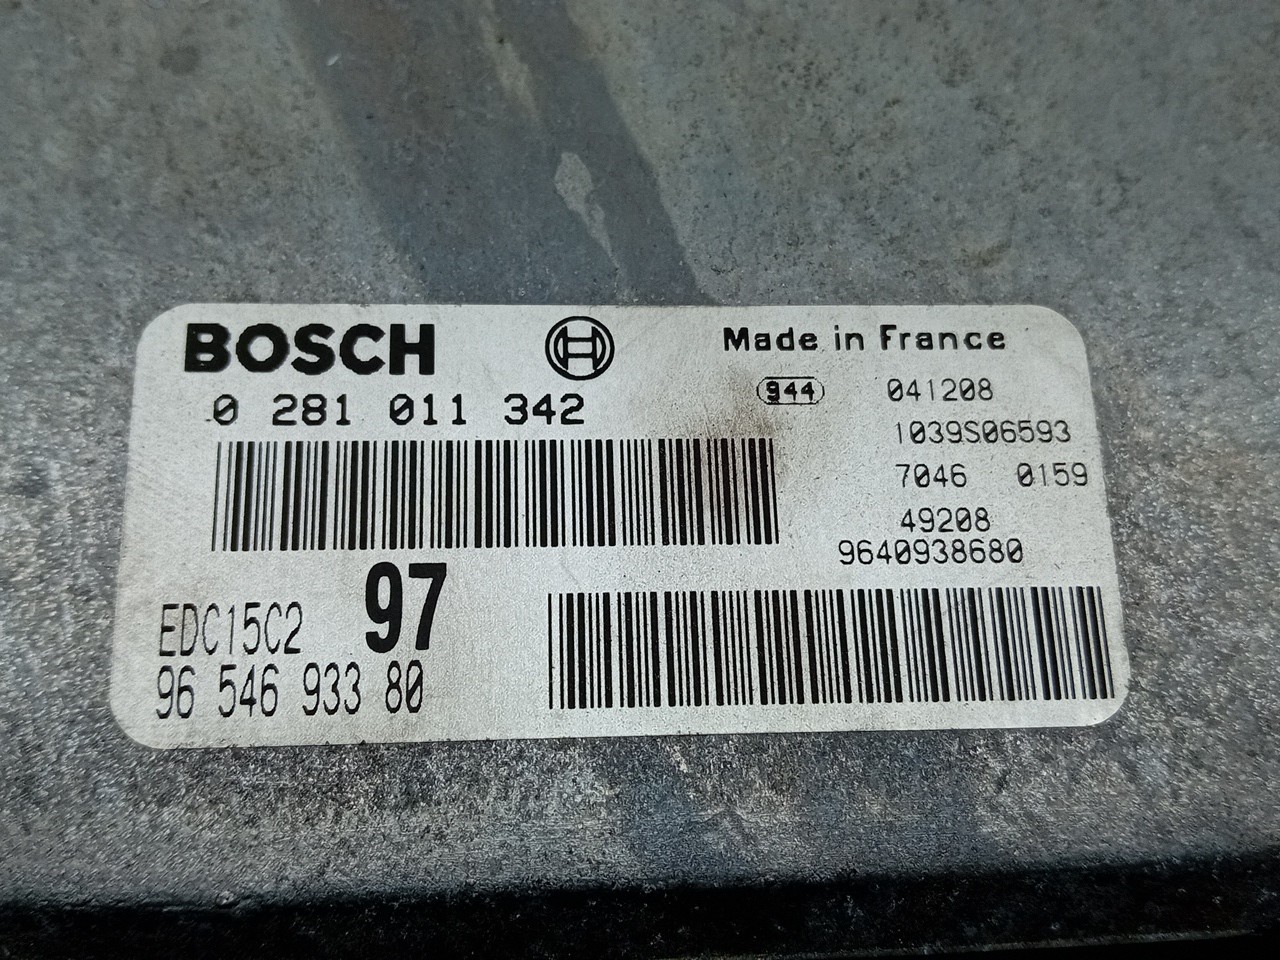 BOSCH
Made in France
0 281 011 342
944 041208
1039S06593
7046 0159
49208
9640938680
EDC15C2 97
96 546 933 80